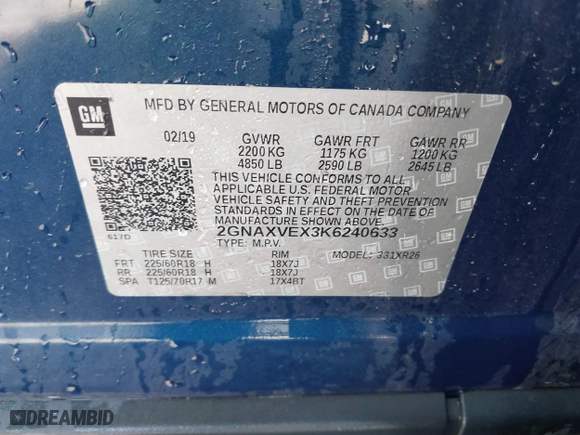 GM
MFD BY GENERAL MOTORS OF CANADA COMPANY
02/19 GVWR GAWR FRT GAWR RR
2200 KG 1175 KG 1200 KG
4850 LB 2590 LB 2645 LB
THIS VEHICLE CONFORMS TO ALL
APPLICABLE U.S. FEDERAL MOTOR
VEHICLE SAFETY AND THEFT
PREVENTION STANDARDS IN
EFFECT ON THE DATE OF
MANUFACTURE SHOWN ABOVE.
617D 2GNAXVEX3K6240633
TYPE: M.P.V. MODEL: 331XR26
TIRE SIZE RIM
FRT 225/60R18 H 18X7J
RR 225/60R18 H 18X7J
SPA T125/70R17 M 17X4BT
DREAMBID